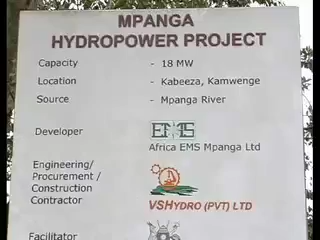 MPANGA
HYDROPOWER PROJECT
Capacity - 18 MW
Location - Kabeeza, Kamwenge
Source - Mpanga River
Developer EMS
Africa EMS Mpanga Ltd
Engineering/
Procurement /
Construction
Contractor
VSHYDRO (PVT) LTD
Facilitator